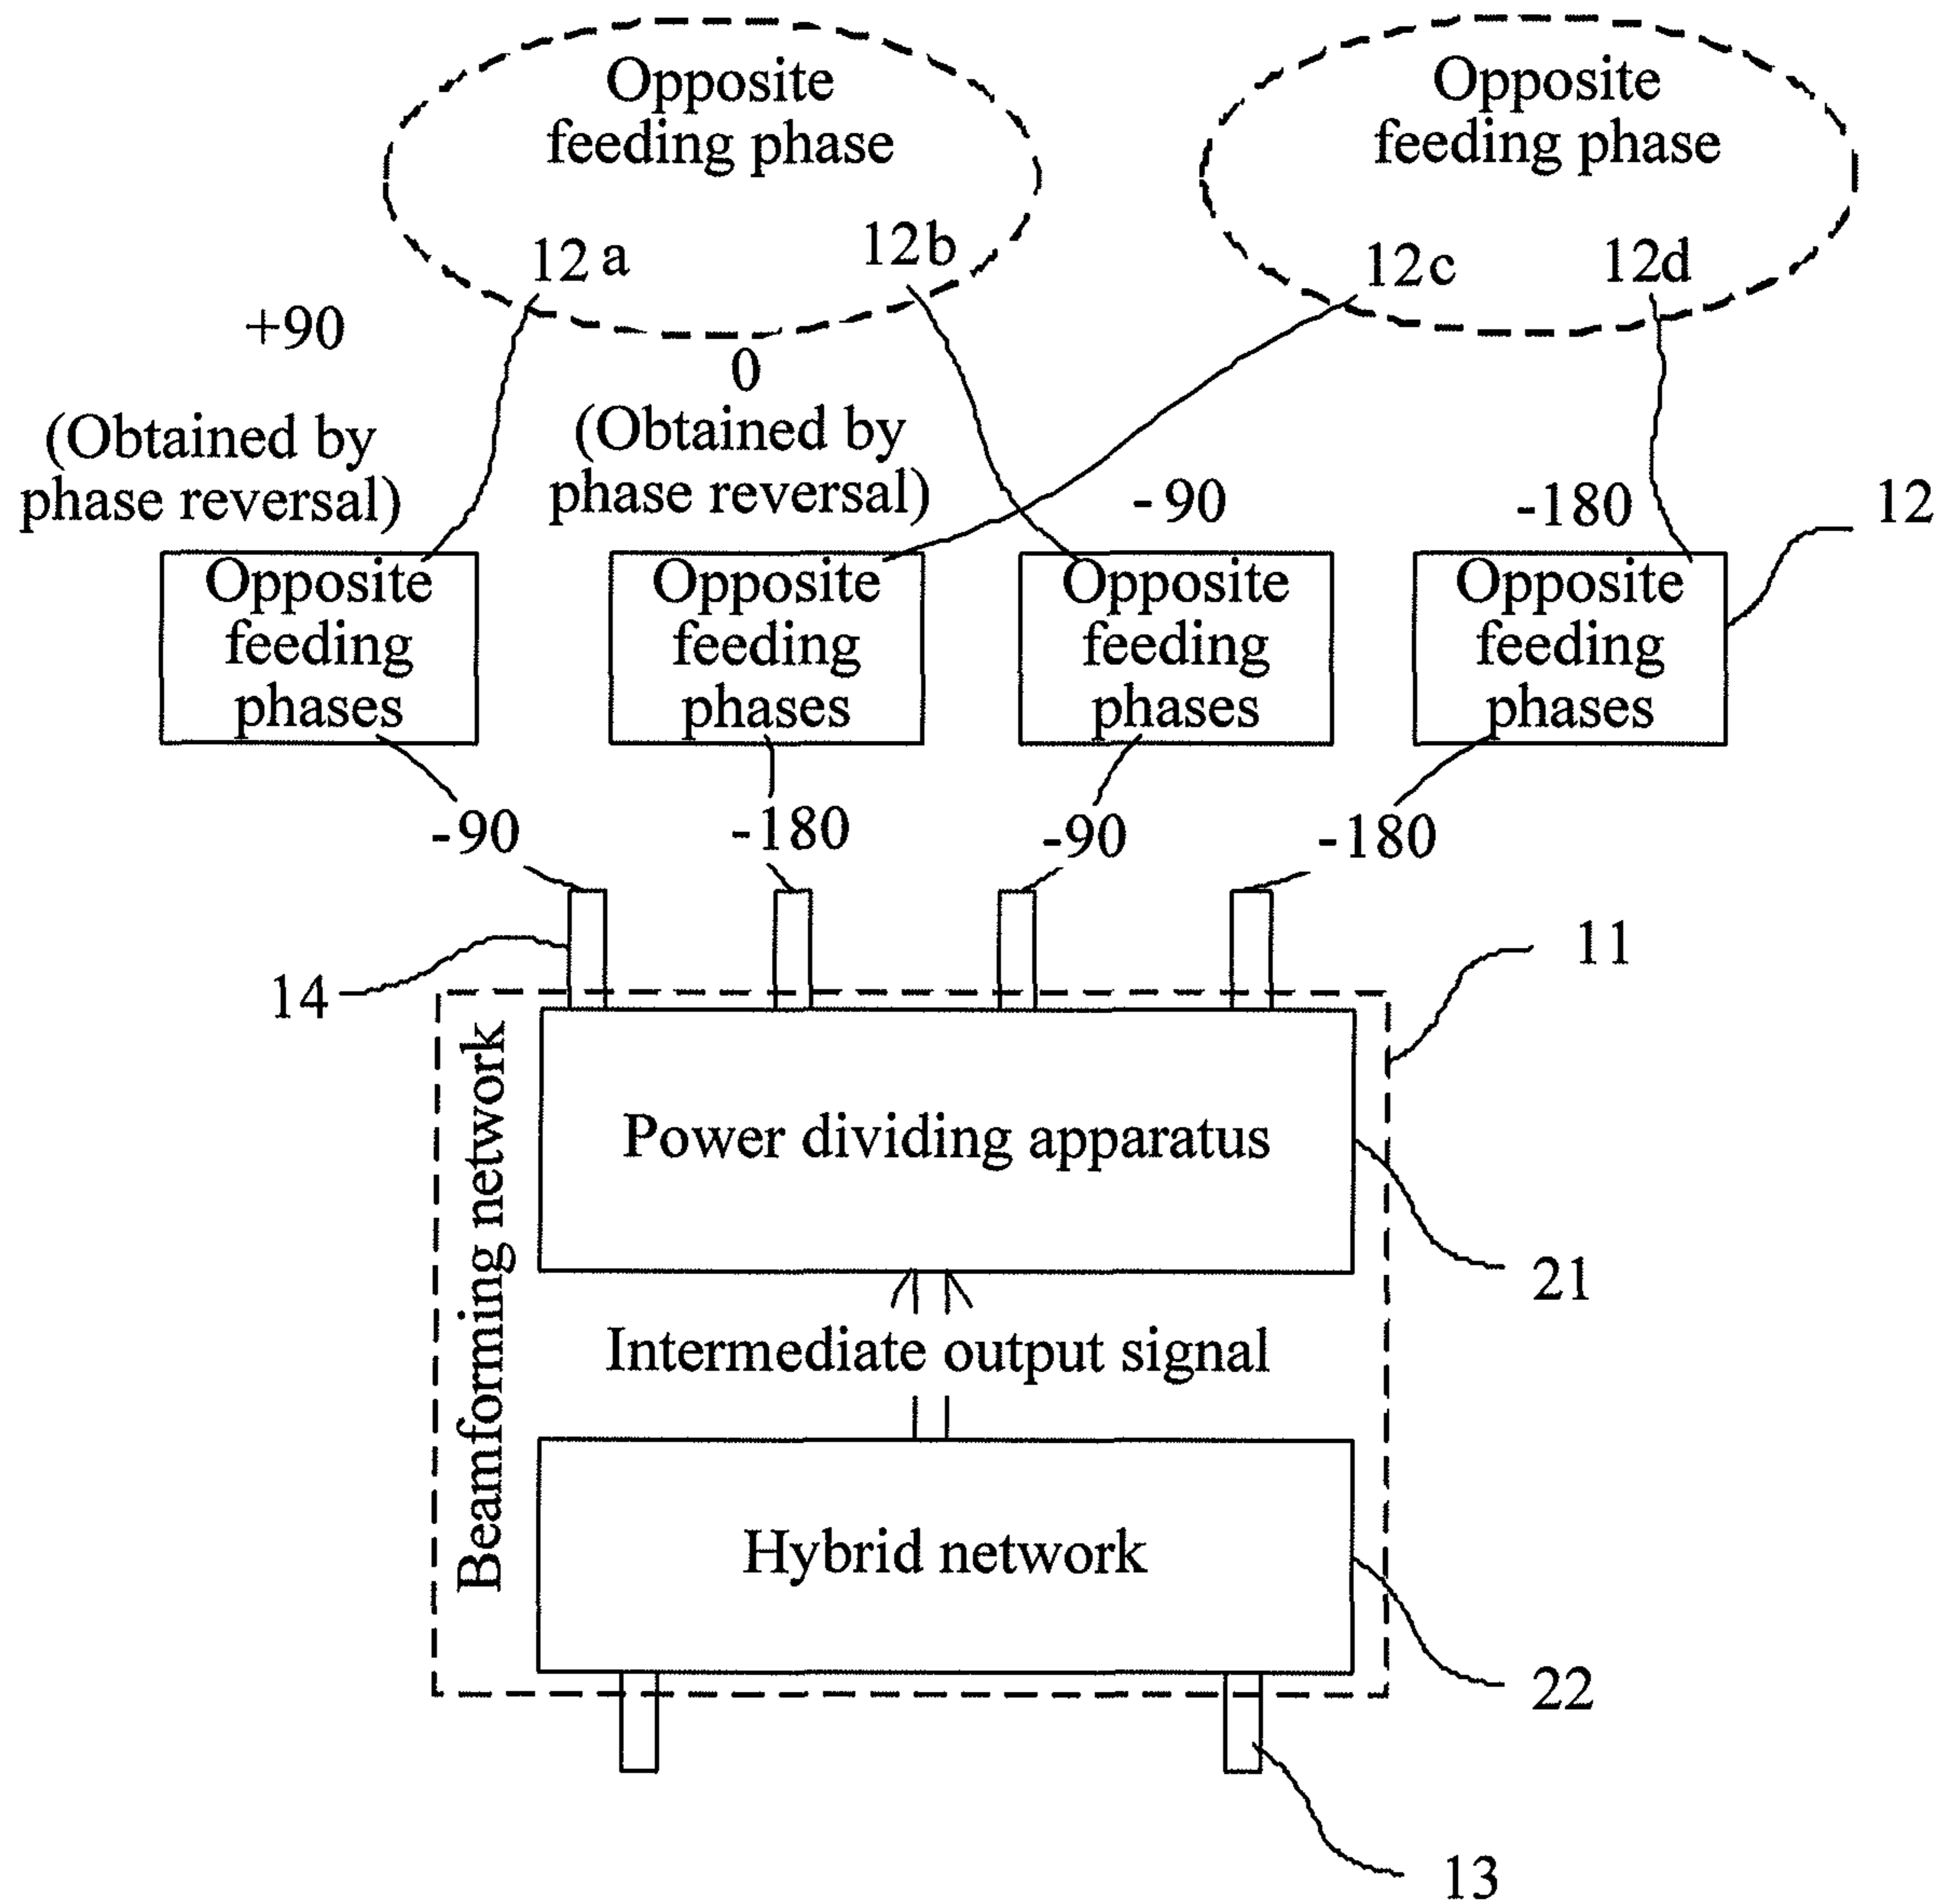 Opposite
feeding phase
Opposite
feeding phase
12a
12b
12c
12d
+90
(Obtained by
phase reversal)
0
(Obtained by
phase reversal)
-90
-180
12
Opposite
feeding
phases
Opposite
feeding
phases
Opposite
feeding
phases
Opposite
feeding
phases
-90
-180
-90
-180
14
11
Beamforming network
Power dividing apparatus
21
Intermediate output signal
Hybrid network
22
13